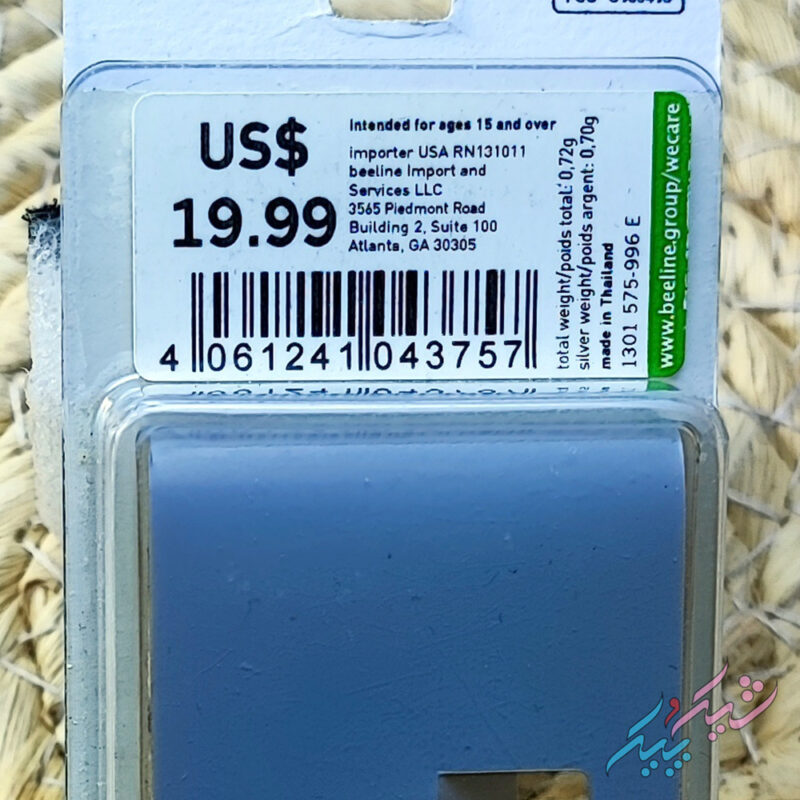 US$
19.99
Intended for ages 15 and over
importer USA RN131011
beeline Import and
Services LLC
3565 Piedmont Road
Building 2, Suite 100
Atlanta, GA 30305
4 061241 043757
total weight/poids total: 0,72g
silver weight/poids argent: 0,70g
made in Thailand
1301 575-996 E
www.beeline.group/wecare
شیک و پیک